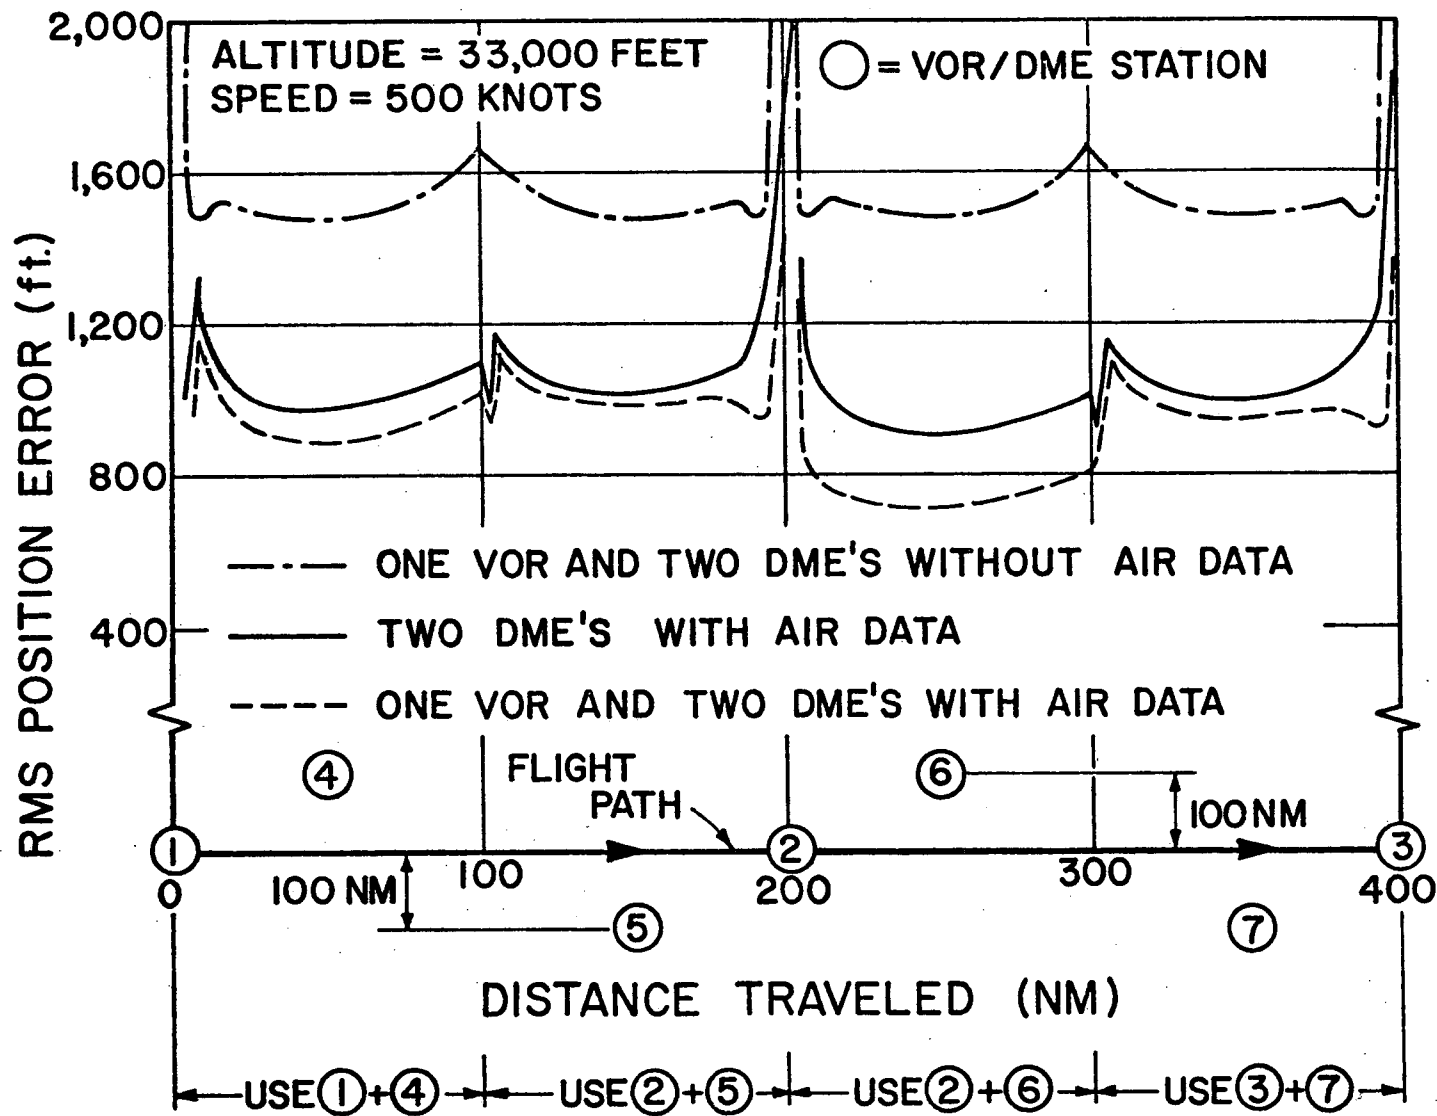 2,000
ALTITUDE = 33,000 FEET
SPEED = 500 KNOTS
○ = VOR/DME STATION
1,600
1,200
800
400
RMS POSITION ERROR (ft.)
ONE VOR AND TWO DME'S WITHOUT AIR DATA
TWO DME'S WITH AIR DATA
ONE VOR AND TWO DME'S WITH AIR DATA
4
FLIGHT
PATH
6
100 NM
1
2
3
0
100 NM
100
200
300
400
5
7
DISTANCE TRAVELED (NM)
USE 1 + 4
USE 2 + 5
USE 2 + 6
USE 3 + 7